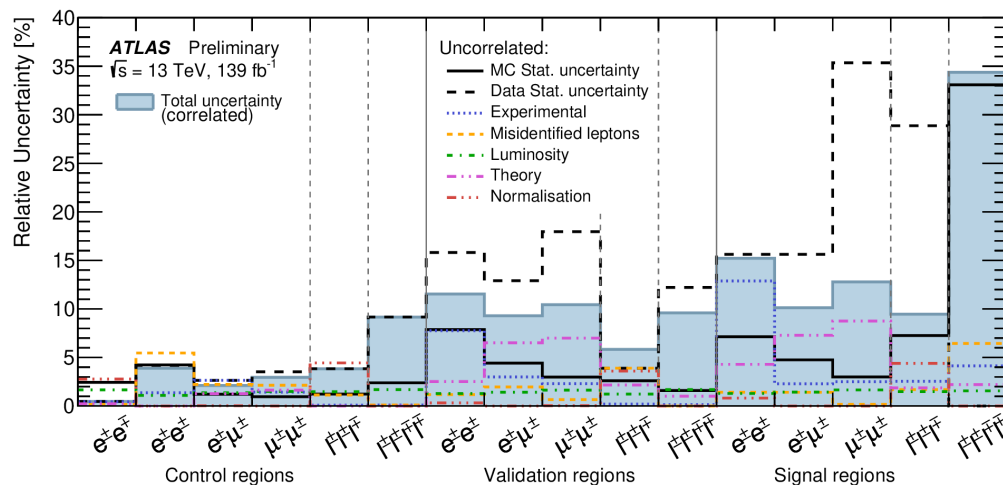 Relative Uncertainty [%]
40
35
30
25
20
15
10
5
0
ATLAS Preliminary
√s = 13 TeV, 139 fb⁻¹
Total uncertainty
(correlated)
Uncorrelated:
MC Stat. uncertainty
Data Stat. uncertainty
Experimental
Misidentified leptons
Luminosity
Theory
Normalisation
e±e∓ e±e± e±μ± μ±μ± l±l±l∓ l±l±l∓l∓ e±e± e±μ± μ±μ± l±l±l∓ l±l±l∓l∓ e±e± e±μ± μ±μ± l±l±l∓ l±l±l∓l∓
Control regions Validation regions Signal regions